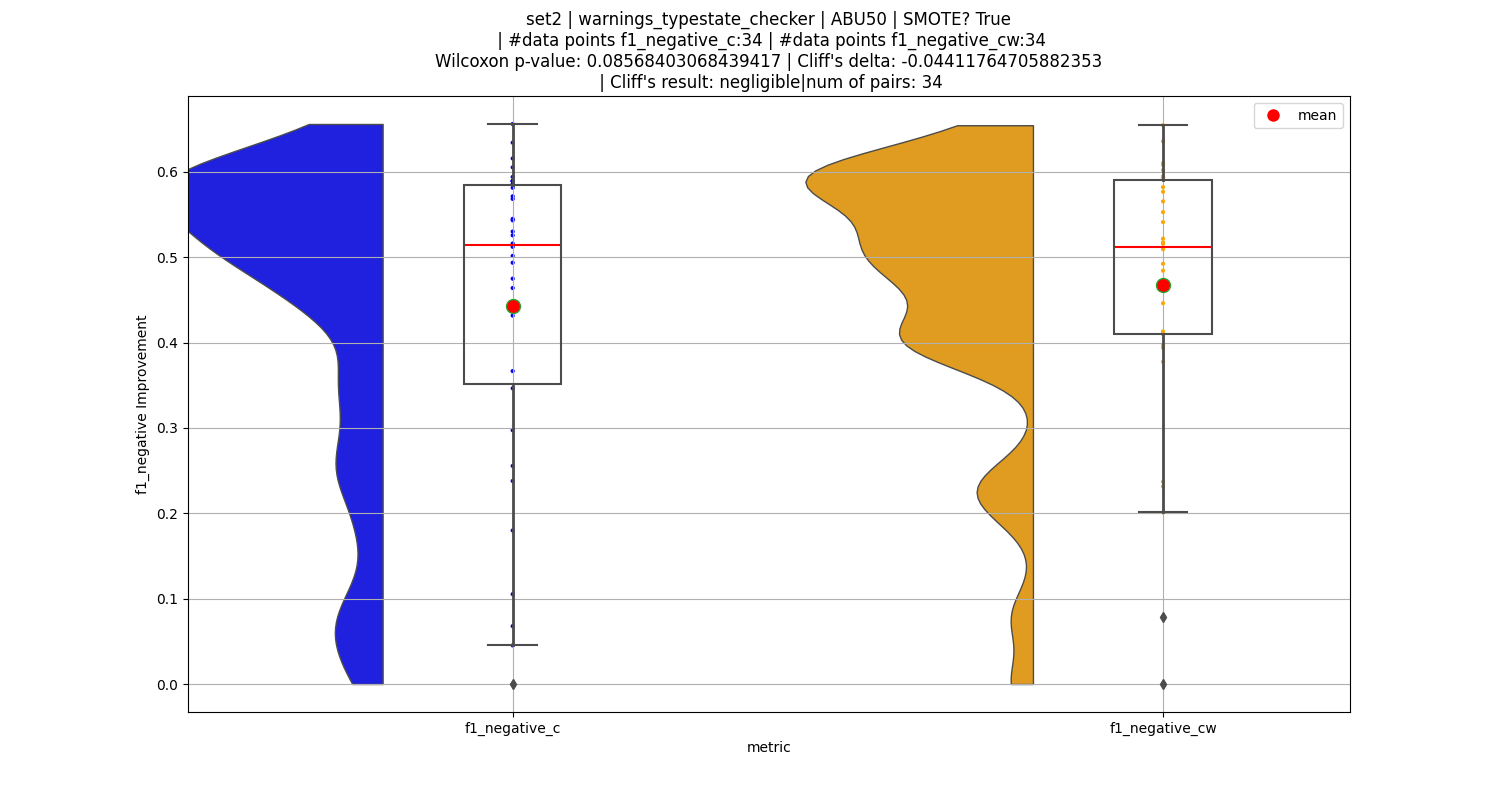 set2 | warnings_typestate_checker | ABU50 | SMOTE? True
| #data points f1_negative_c:34 | #data points f1_negative_cw:34
Wilcoxon p-value: 0.08568403068439417 | Cliff's delta: -0.04411764705882353
| Cliff's result: negligible|num of pairs: 34
mean
0.6
0.5
0.4
0.3
0.2
0.1
0.0
f1_negative Improvement
f1_negative_c
f1_negative_cw
metric